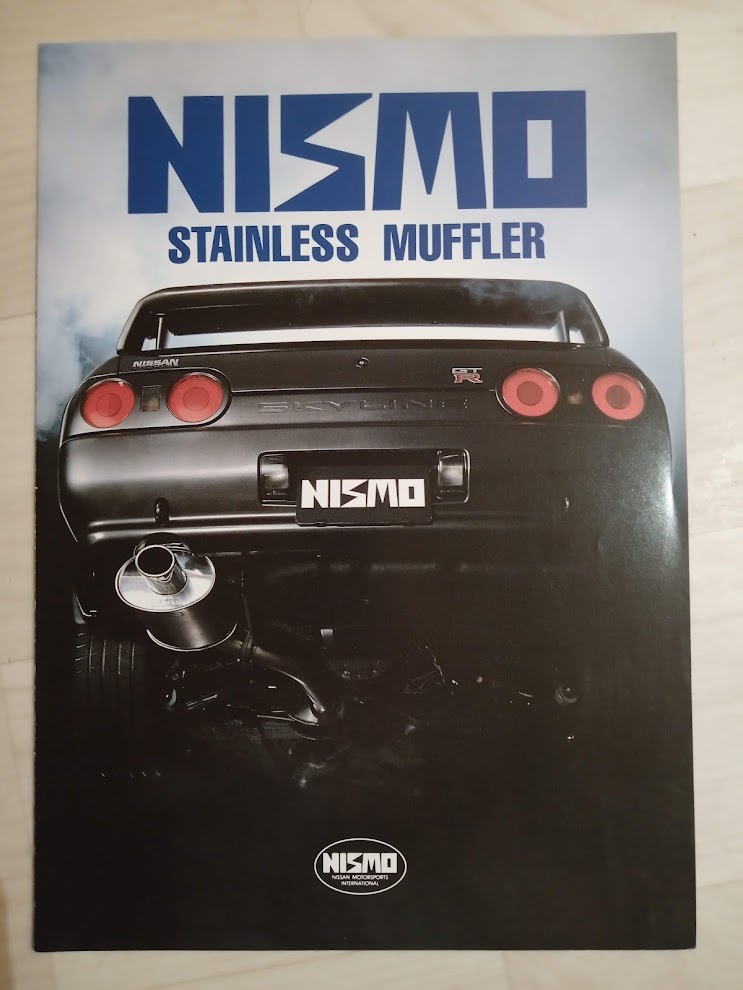 NISMO
STAINLESS MUFFLER
NISSAN
GT
R
SKYLINE
NISMO
NISMO
NISSAN MOTORSPORTS
INTERNATIONAL